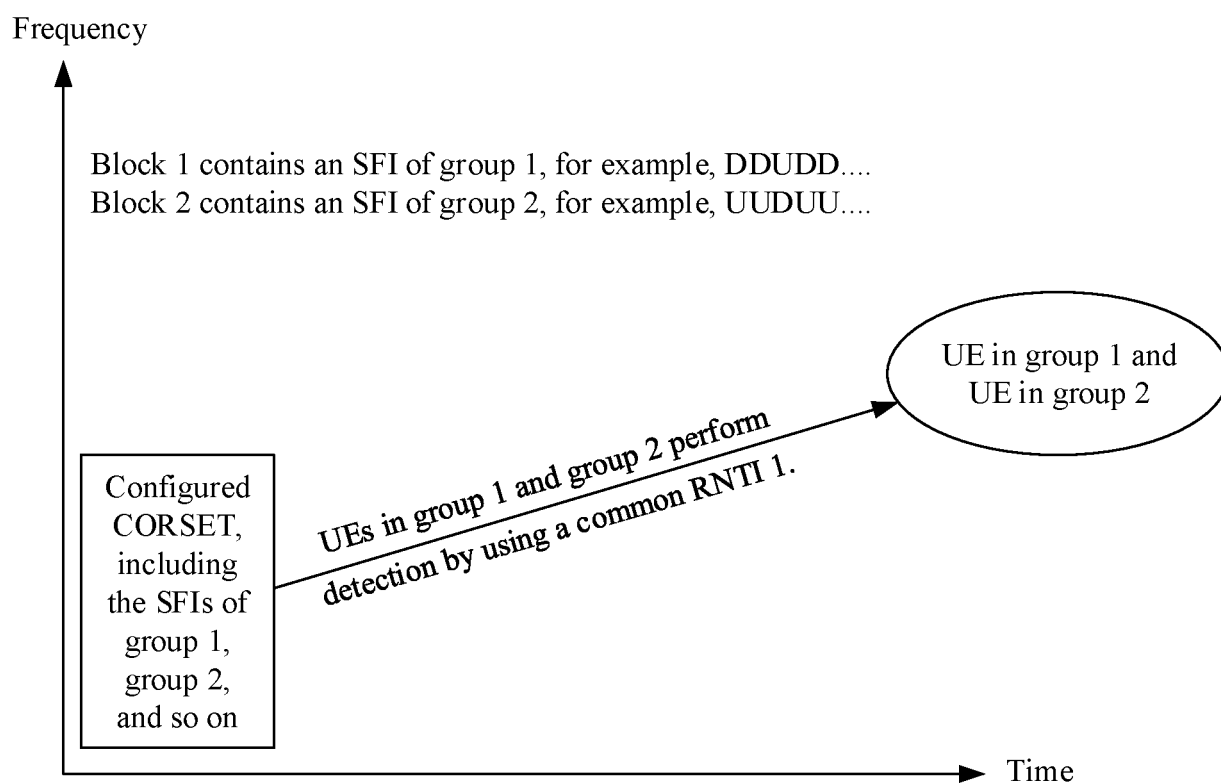 Frequency
Block 1 contains an SFI of group 1, for example, DDUDD....
Block 2 contains an SFI of group 2, for example, UUDUU....
UE in group 1 and
UE in group 2
UEs in group 1 and group 2 perform
detection by using a common RNTI 1.
Configured
CORSET,
including
the SFIs of
group 1,
group 2,
and so on
Time